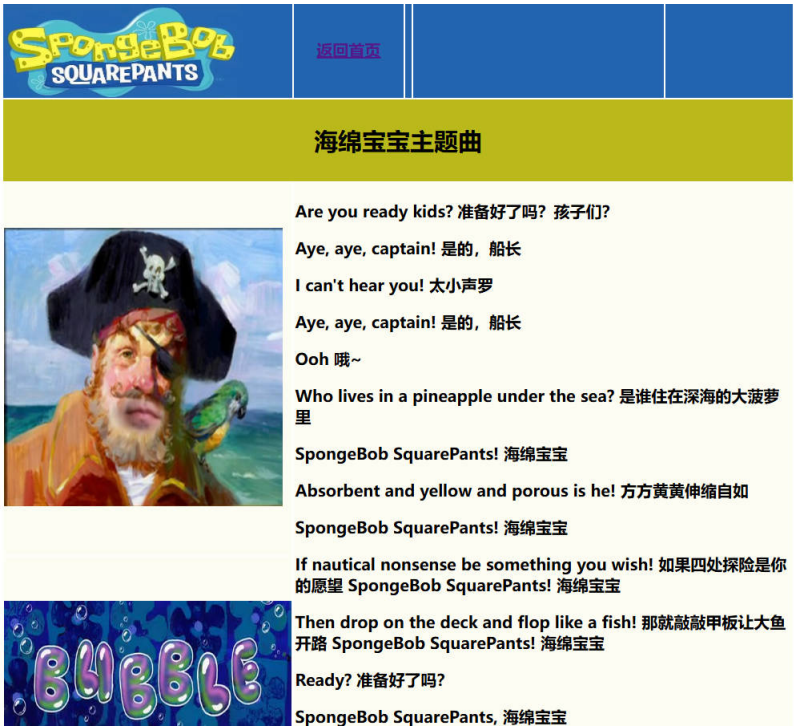 SpongeBob
SQUAREPANTS
返回首页
海绵宝宝主题曲
Are you ready kids? 准备好了吗？孩子们？
Aye, aye, captain! 是的，船长
I can't hear you! 太小声罗
Aye, aye, captain! 是的，船长
Ooh 哦~
Who lives in a pineapple under the sea? 是谁住在深海的大菠萝
里
SpongeBob SquarePants! 海绵宝宝
Absorbent and yellow and porous is he! 方方黄黄伸缩自如
SpongeBob SquarePants! 海绵宝宝
If nautical nonsense be something you wish! 如果四处探险是你
的愿望 SpongeBob SquarePants! 海绵宝宝
Then drop on the deck and flop like a fish! 那就敲敲甲板让大鱼
开路 SpongeBob SquarePants! 海绵宝宝
Ready? 准备好了吗?
SpongeBob SquarePants, 海绵宝宝
BUBBLE